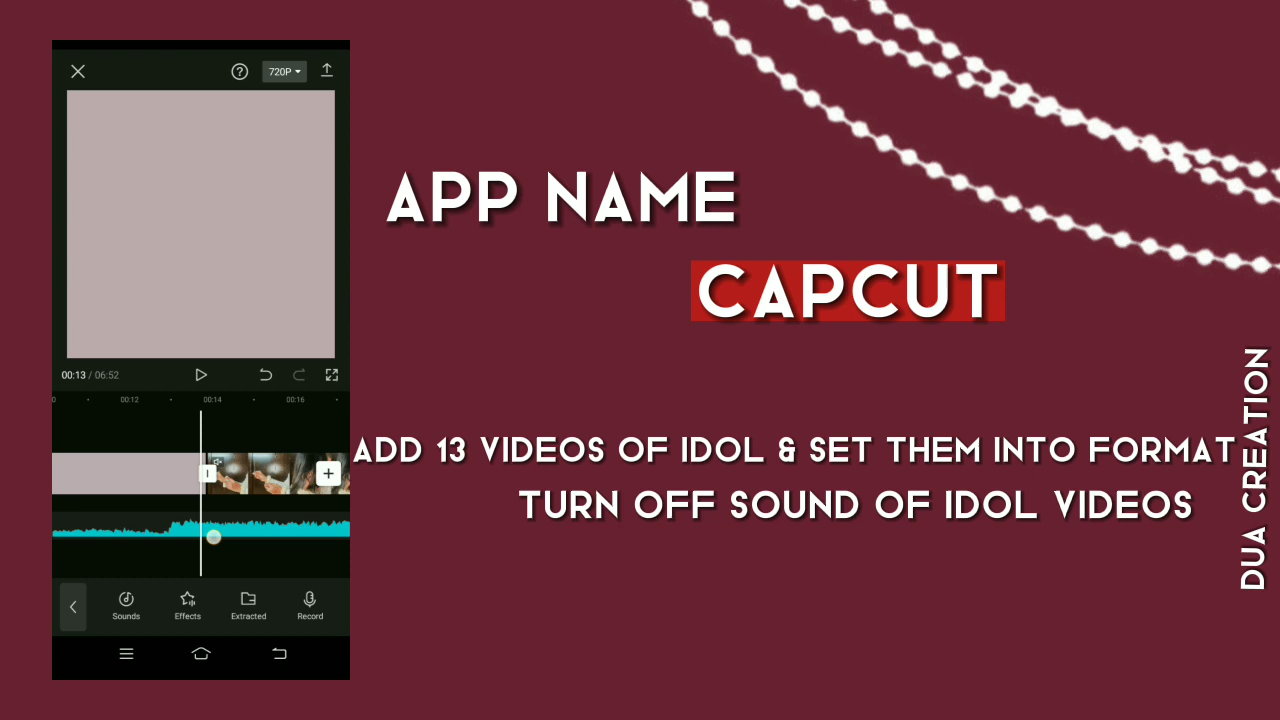 720P
APP NAME
CAPCUT
00:13 / 06:52
0
00:12
00:14
00:16
ADD 13 VIDEOS OF IDOL & SET THEM INTO FORMAT
TURN OFF SOUND OF IDOL VIDEOS
DUA CREATION
Sounds
Effects
Extracted
Record